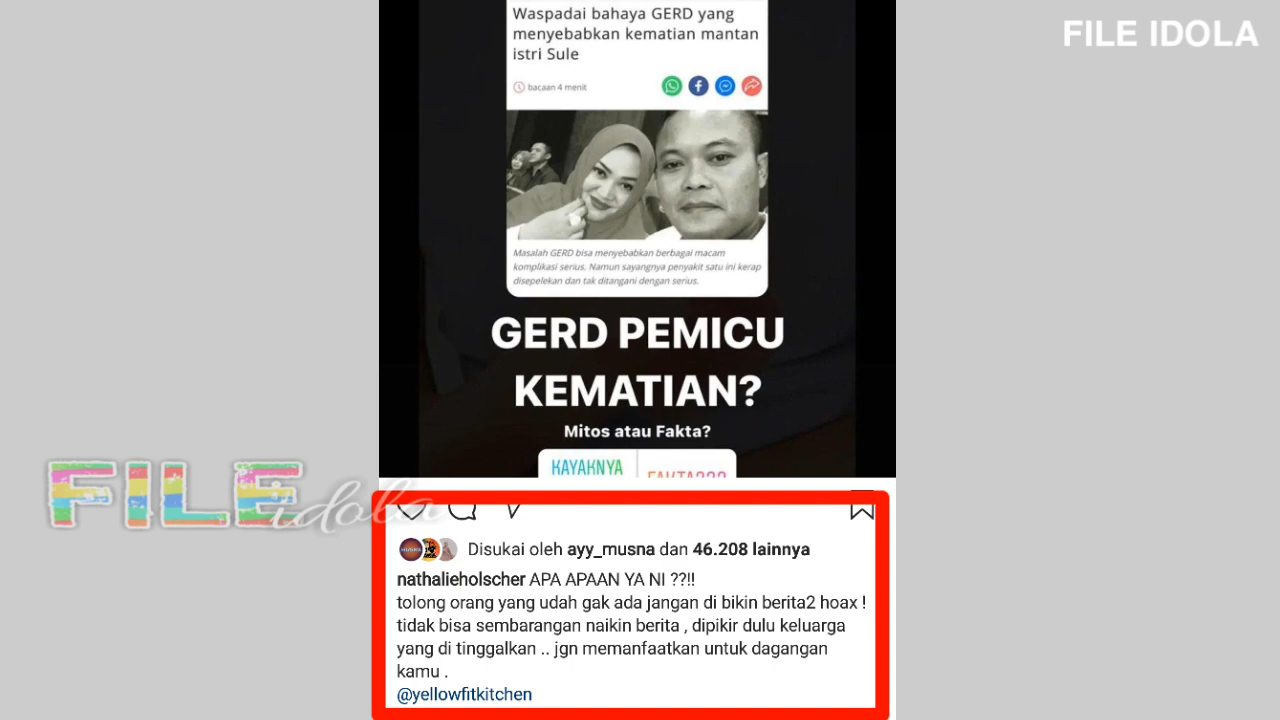 Waspadai bahaya GERD yang
menyebabkan kematian mantan
istri Sule
FILE IDOLA
bacaan 4 menit
Masalah GERD bisa menyebabkan berbagai macam
komplikasi serius. Namun sayangnya penyakit satu ini kerap
disepelekan dan tak ditangani dengan serius.
GERD PEMICU
KEMATIAN?
Mitos atau Fakta?
KAYAKNYA
FAKTA???
FILE idola
Disukai oleh ayy_musna dan 46.208 lainnya
nathalieholscher APA APAAN YA NI ??!!
tolong orang yang udah gak ada jangan di bikin berita2 hoax !
tidak bisa sembarangan naikin berita , dipikir dulu keluarga
yang di tinggalkan .. jgn memanfaatkan untuk dagangan
kamu .
@yellowfitkitchen